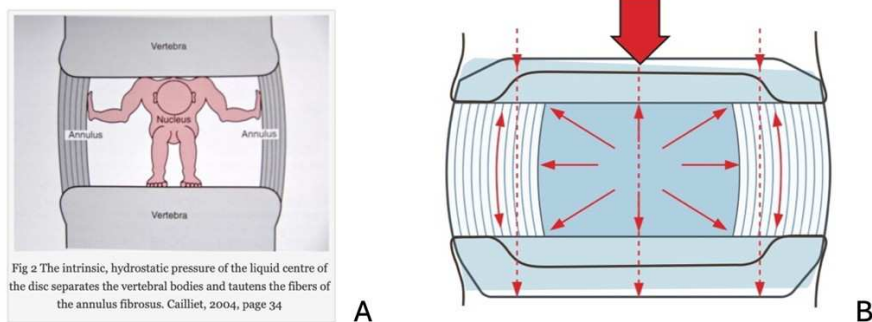 Vertebra
Nucleus
Annulus
Annulus
Vertebra
Fig 2 The intrinsic, hydrostatic pressure of the liquid centre of
the disc separates the vertebral bodies and tautens the fibers of
the annulus fibrosus. Cailliet, 2004, page 34
A
B